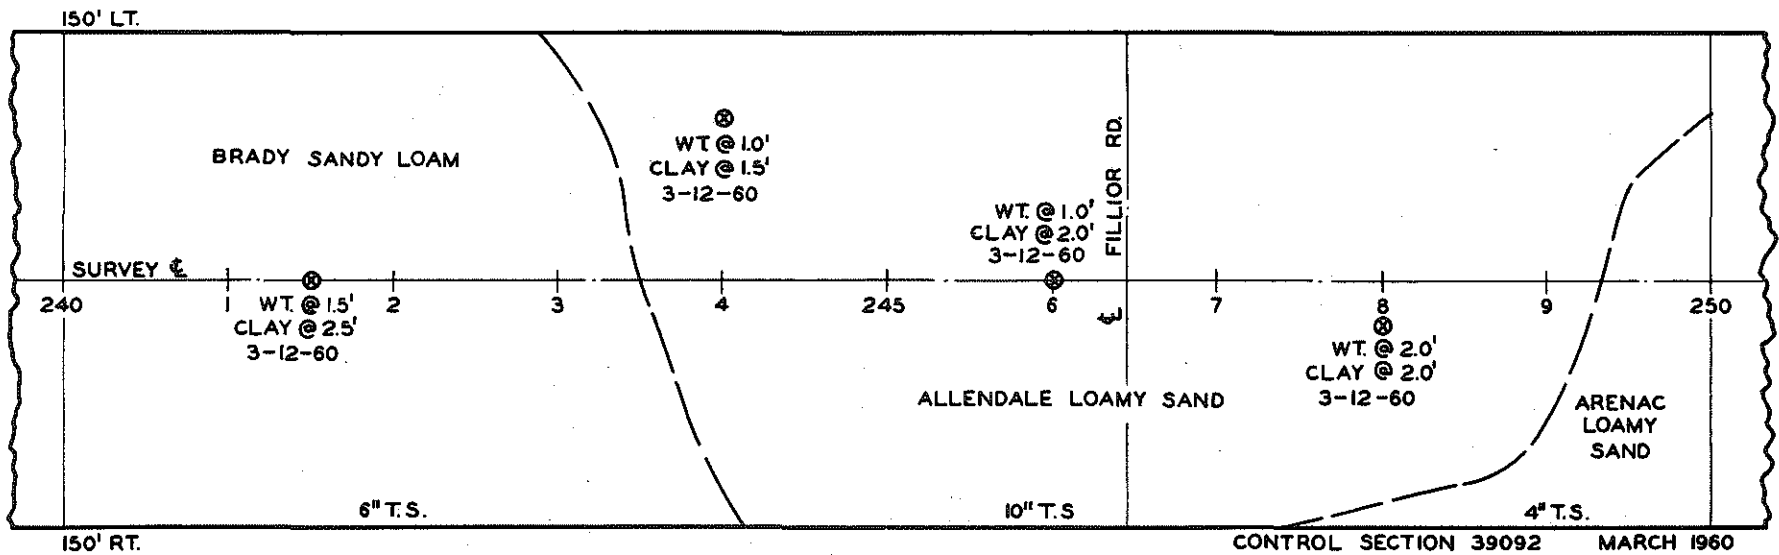 150' LT.
BRADY SANDY LOAM
WT. @ 1.0'
CLAY @ 1.5'
3-12-60
WT. @ 1.0'
CLAY @ 2.0'
3-12-60
℄ FILLIOR RD.
SURVEY ℄
240 1 2 3 4 245 6 7 8 9 250
WT. @ 1.5'
CLAY @ 2.5'
3-12-60
WT. @ 2.0'
CLAY @ 2.0'
3-12-60
ALLENDALE LOAMY SAND
ARENAC
LOAMY
SAND
6" T.S.
10" T.S
4" T.S.
150' RT.
CONTROL SECTION 39092 MARCH 1960